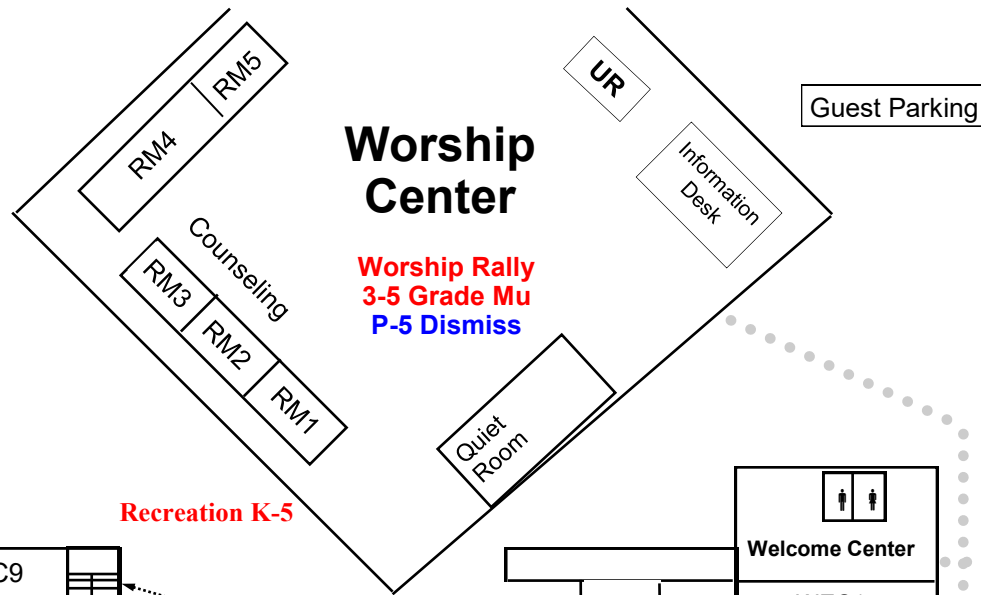 RM5
UR
Guest Parking
RM4
Worship
Center
Information
Desk
Counseling
Worship Rally
3-5 Grade Mu
P-5 Dismiss
RM3
RM2
RM1
Quiet
Room
Recreation K-5
Welcome Center
C9